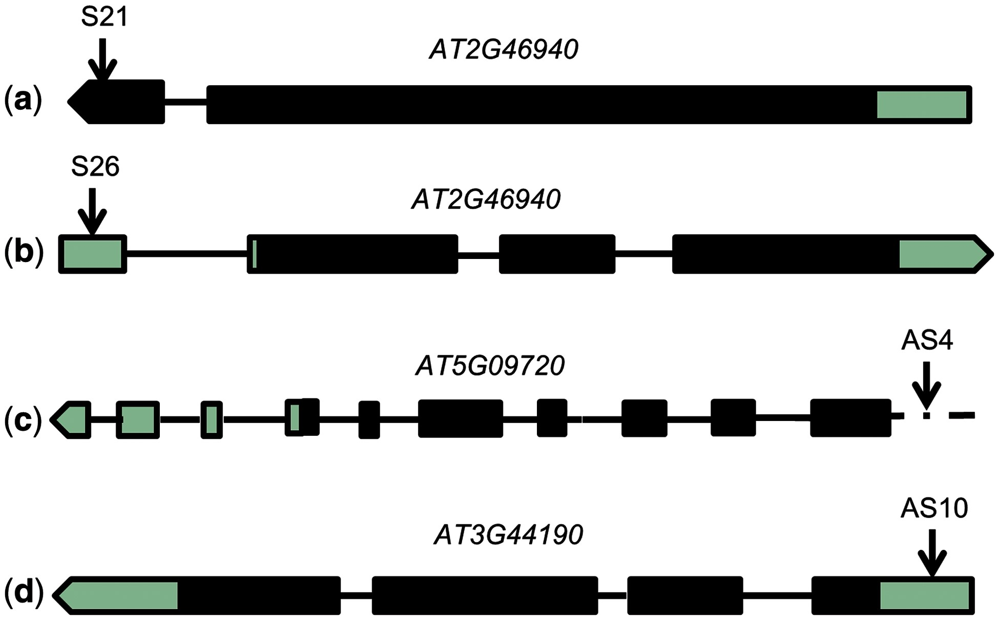 S21
AT2G46940
(a)
S26
AT2G46940
(b)
AS4
AT5G09720
(c)
AS10
AT3G44190
(d)